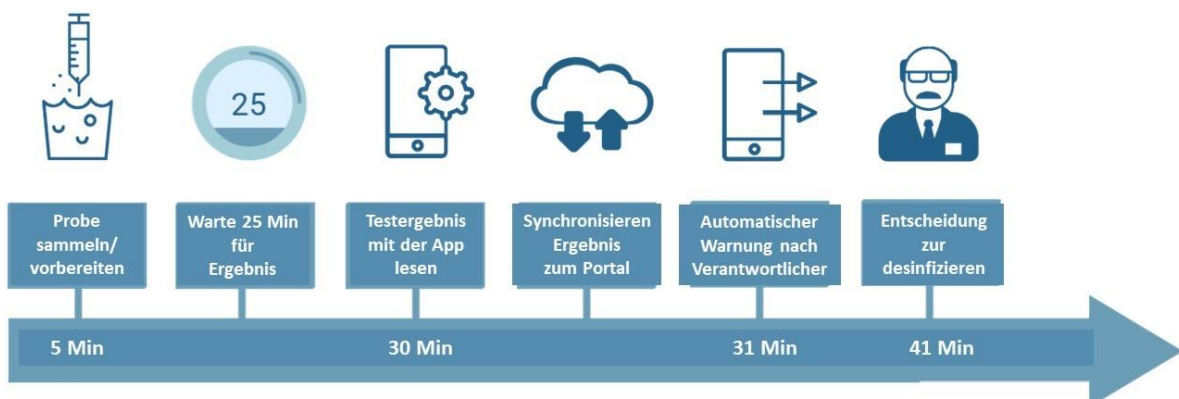 25
Probe
sammeln/
vorbereiten
Warte 25 Min
für
Ergebnis
Testergebnis
mit der App
lesen
Synchronisieren
Ergebnis
zum Portal
Automatischer
Warnung nach
Verantwortlicher
Entscheidung
zur
desinfizieren
5 Min
30 Min
31 Min
41 Min